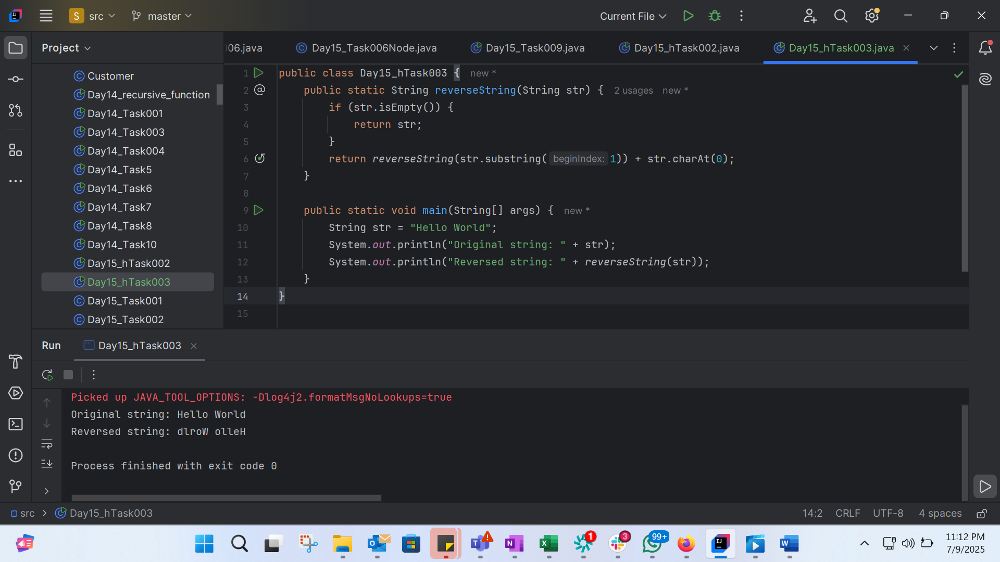 S src master Current File
Project
006.java Day15_Task006Node.java Day15_Task009.java Day15_hTask002.java Day15_hTask003.java
Customer
Day14_recursive_function
Day14_Task001
Day14_Task003
Day14_Task004
Day14_Task5
Day14_Task6
Day14_Task7
Day14_Task8
Day14_Task10
Day15_hTask002
Day15_hTask003
Day15_Task001
Day15_Task002
1 public class Day15_hTask003 { new *
2 @ public static String reverseString(String str) { 2 usages new *
3 if (str.isEmpty()) {
4 return str;
5 }
6 return reverseString(str.substring( beginIndex: 1)) + str.charAt(0);
7 }
8
9 public static void main(String[] args) { new *
10 String str = "Hello World";
11 System.out.println("Original string: " + str);
12 System.out.println("Reversed string: " + reverseString(str));
13 }
14 }
15
Run Day15_hTask003
Picked up JAVA_TOOL_OPTIONS: -Dlog4j2.formatMsgNoLookups=true
Original string: Hello World
Reversed string: dlroW olleH
Process finished with exit code 0
src > Day15_hTask003 14:2 CRLF UTF-8 4 spaces
1 3 99+
11:12 PM
7/9/2025